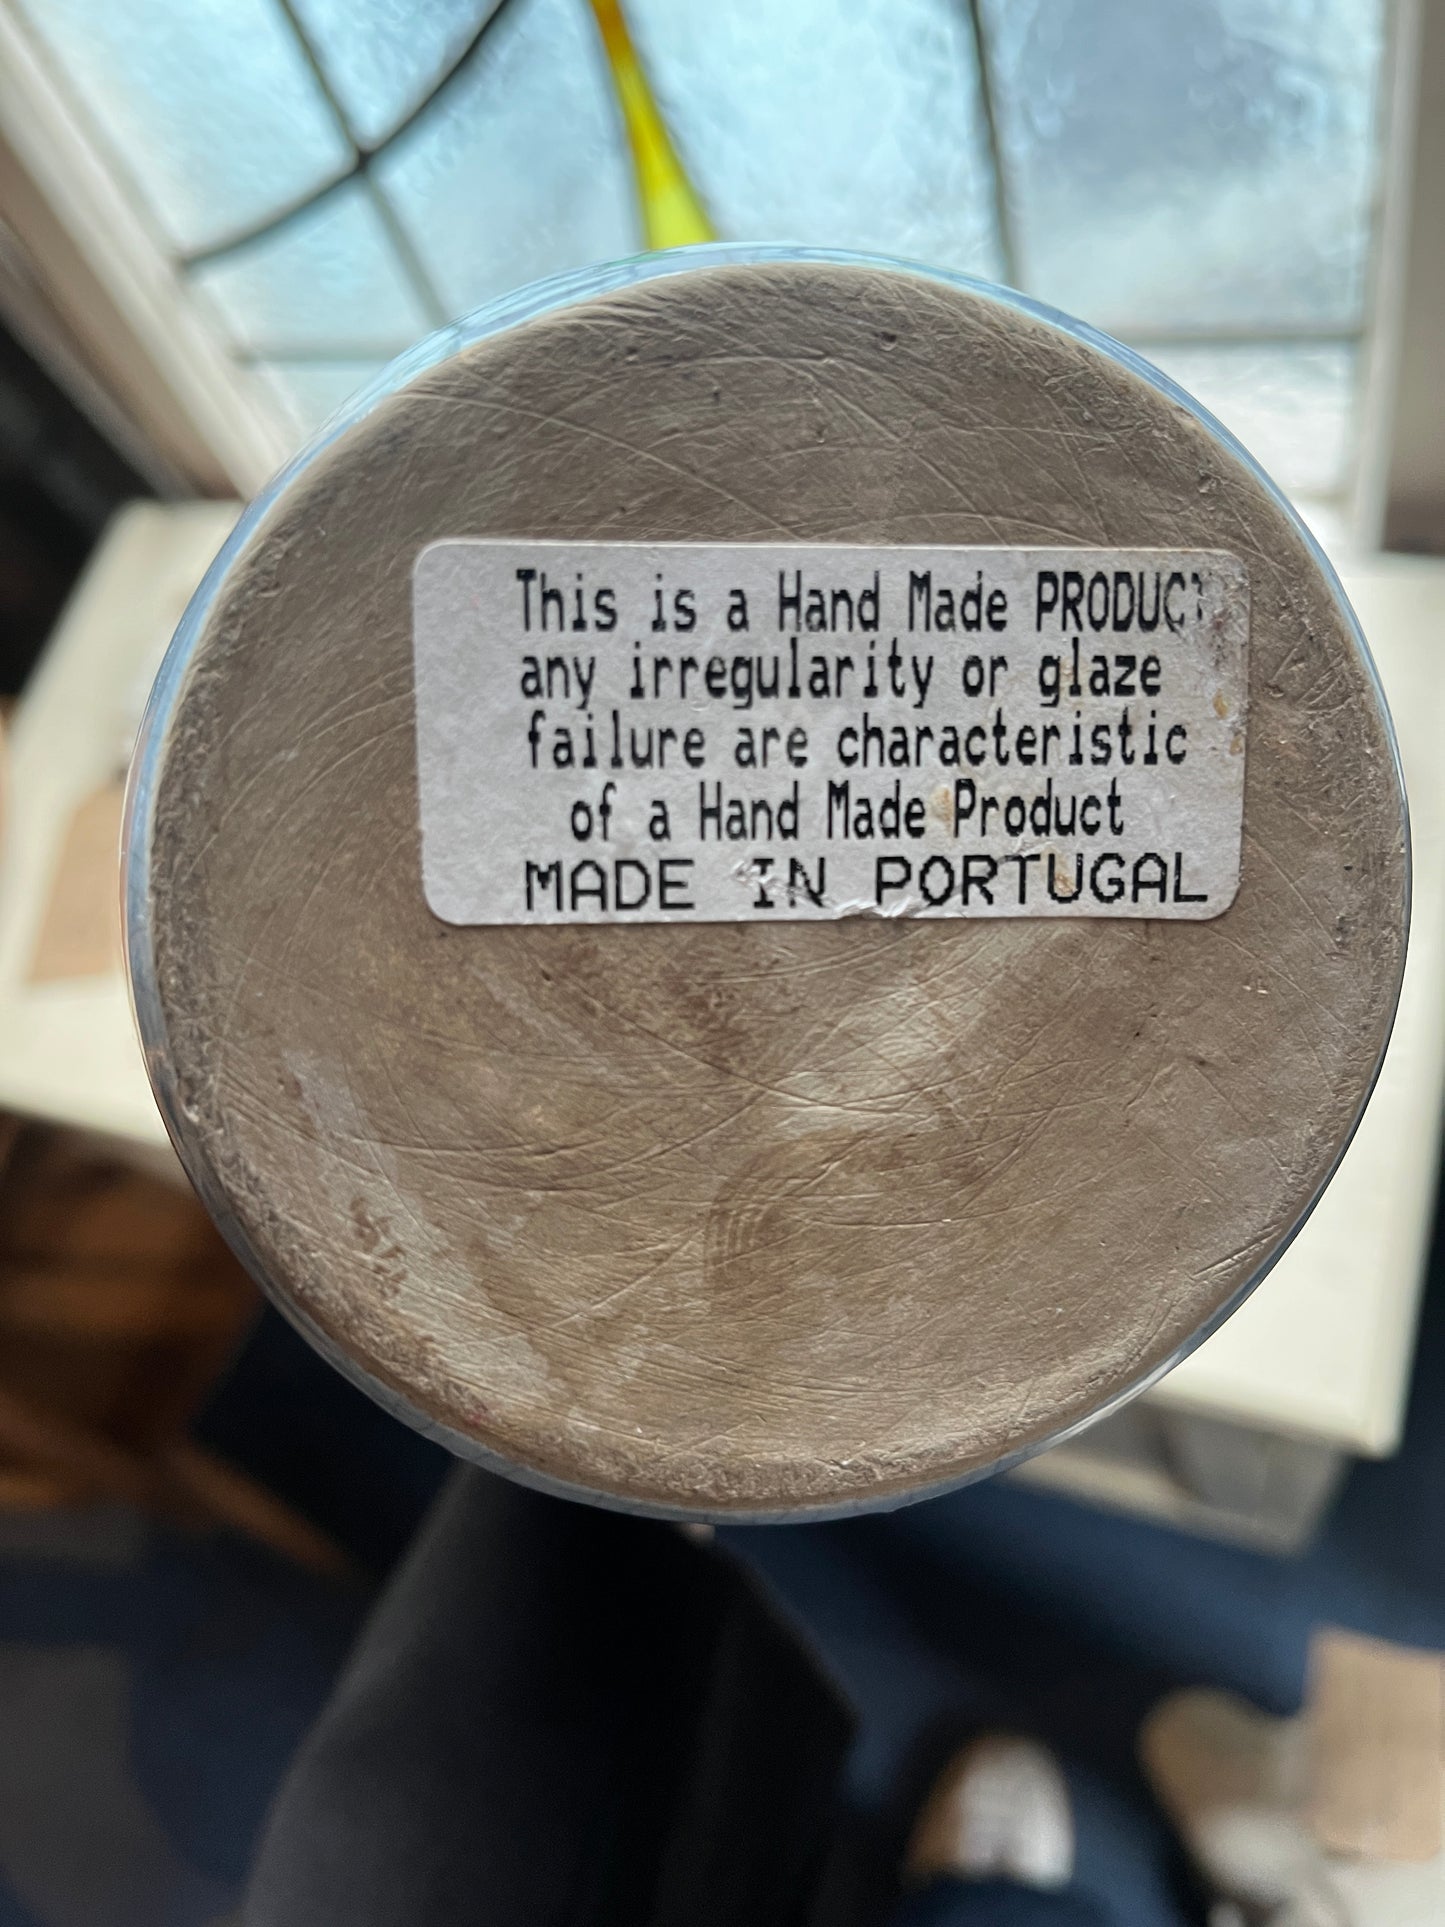 This is a Hand Made PRODUCT
any irregularity or glaze
failure are characteristic
of a Hand Made Product
MADE IN PORTUGAL